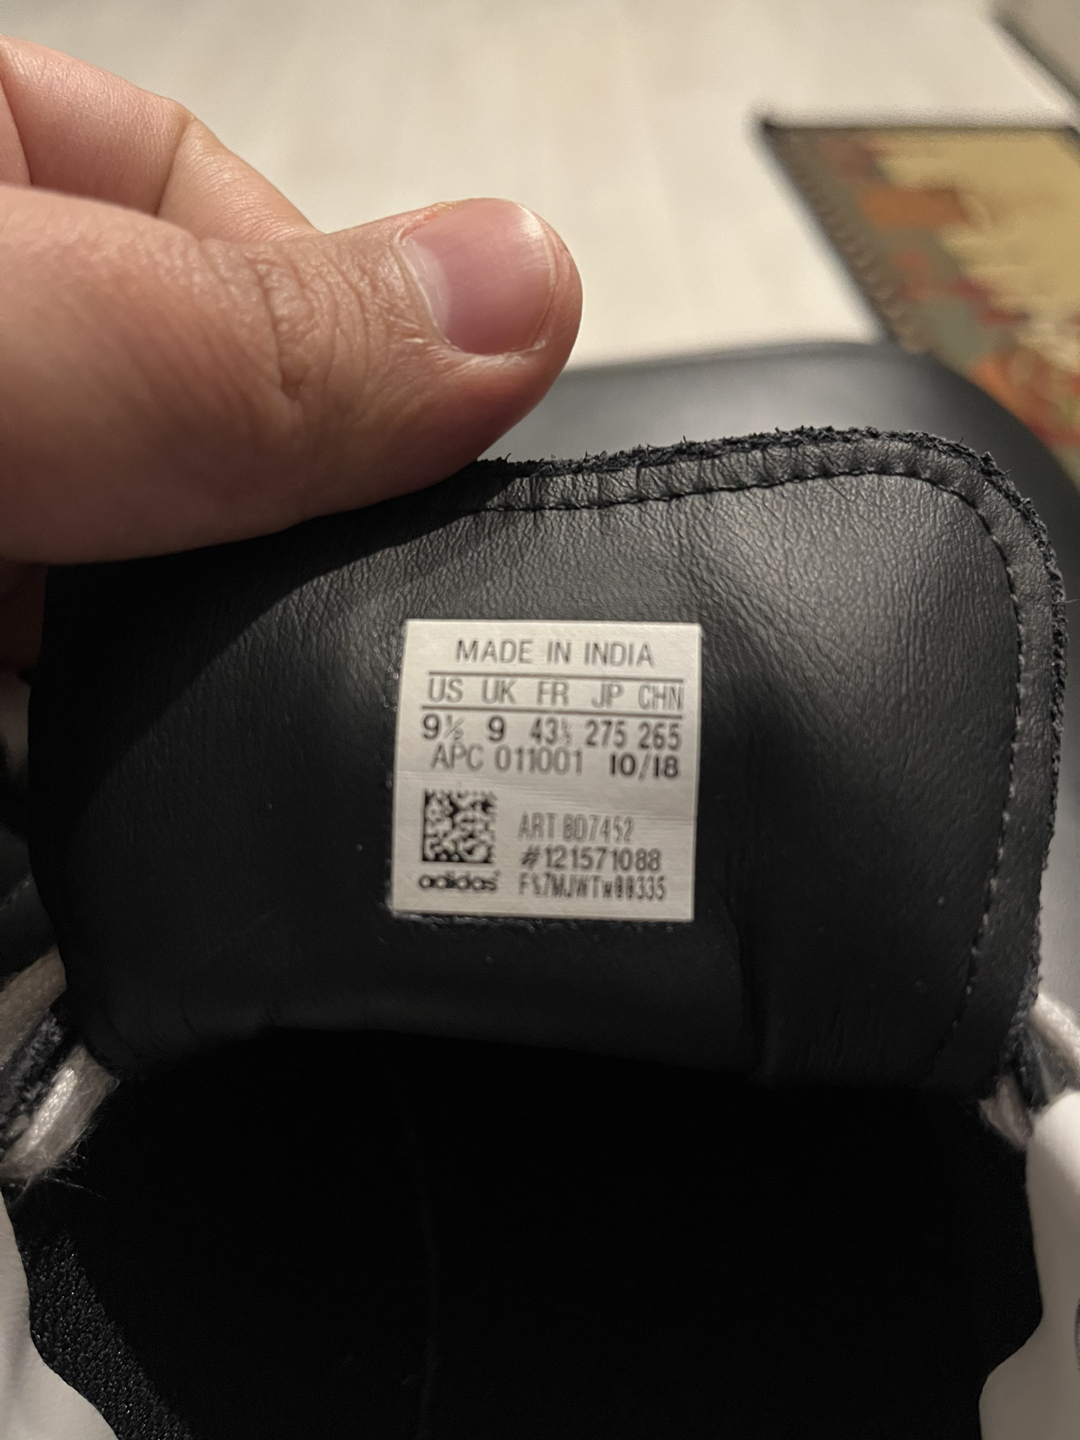 MADE IN INDIA
US UK FR JP CHN
9½ 9 43⅓ 275 265
APC 011001 10/18
ART BD7452
#121571088
adidas